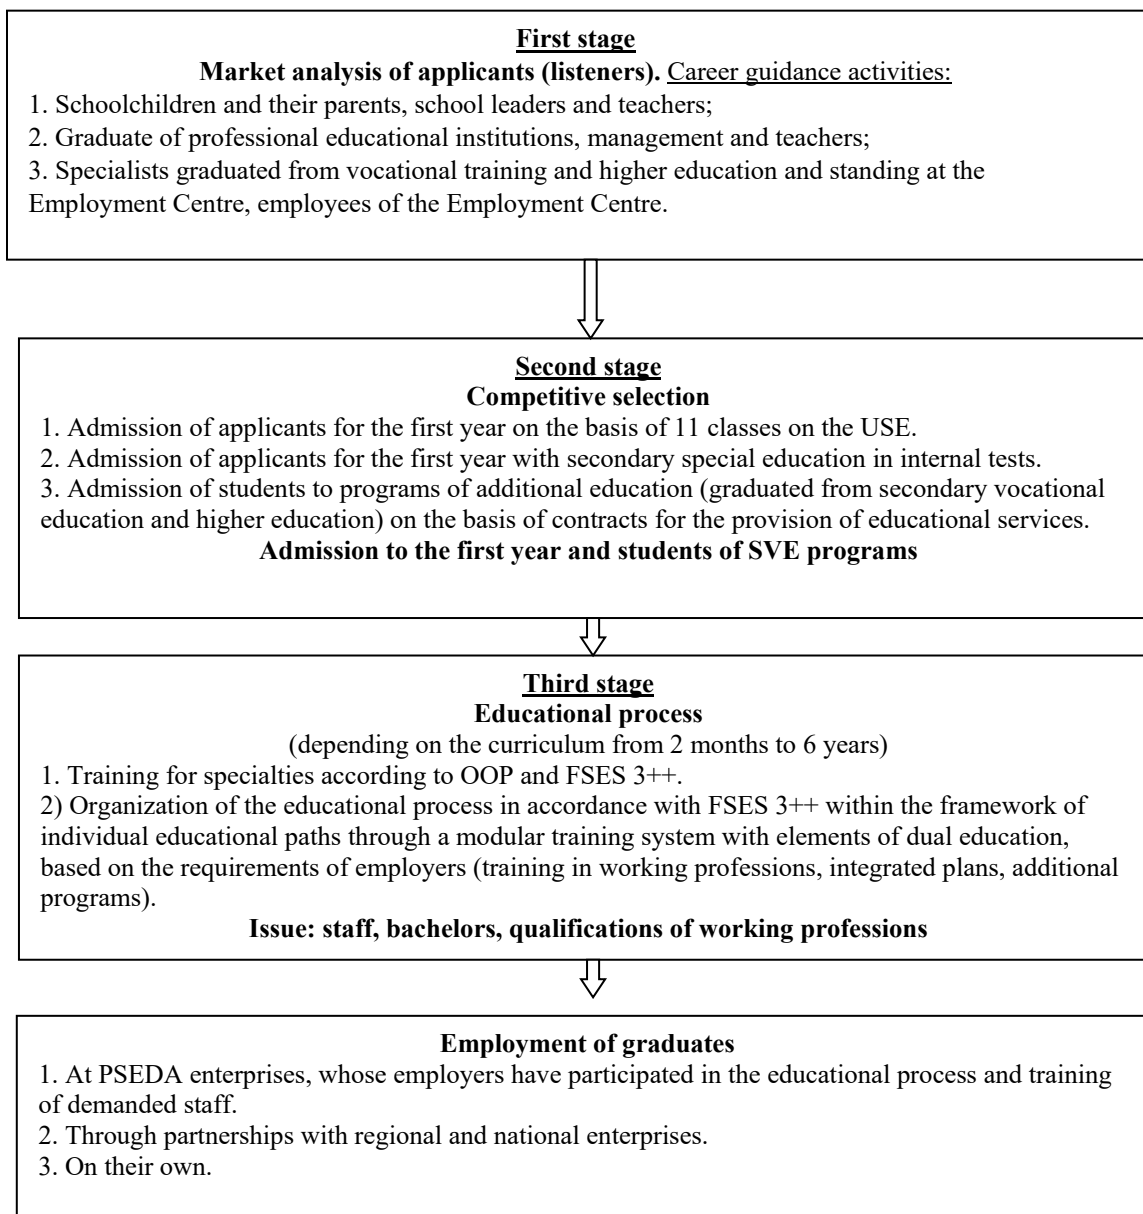 First stage
Market analysis of applicants (listeners). Career guidance activities:
1. Schoolchildren and their parents, school leaders and teachers;
2. Graduate of professional educational institutions, management and teachers;
3. Specialists graduated from vocational training and higher education and standing at the
Employment Centre, employees of the Employment Centre.
Second stage
Competitive selection
1. Admission of applicants for the first year on the basis of 11 classes on the USE.
2. Admission of applicants for the first year with secondary special education in internal tests.
3. Admission of students to programs of additional education (graduated from secondary vocational
education and higher education) on the basis of contracts for the provision of educational services.
Admission to the first year and students of SVE programs
Third stage
Educational process
(depending on the curriculum from 2 months to 6 years)
1. Training for specialties according to OOP and FSES 3++.
2) Organization of the educational process in accordance with FSES 3++ within the framework of
individual educational paths through a modular training system with elements of dual education,
based on the requirements of employers (training in working professions, integrated plans, additional
programs).
Issue: staff, bachelors, qualifications of working professions
Employment of graduates
1. At PSEDA enterprises, whose employers have participated in the educational process and training
of demanded staff.
2. Through partnerships with regional and national enterprises.
3. On their own.